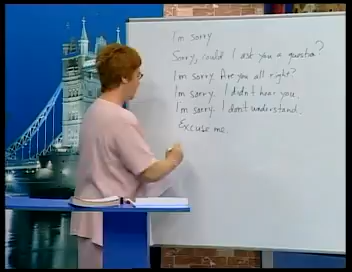 I'm sorry
Sorry, could I ask you a question?
I'm sorry. Are you all right?
I'm sorry. I didn't hear you.
I'm sorry. I don't understand.
Excuse me.